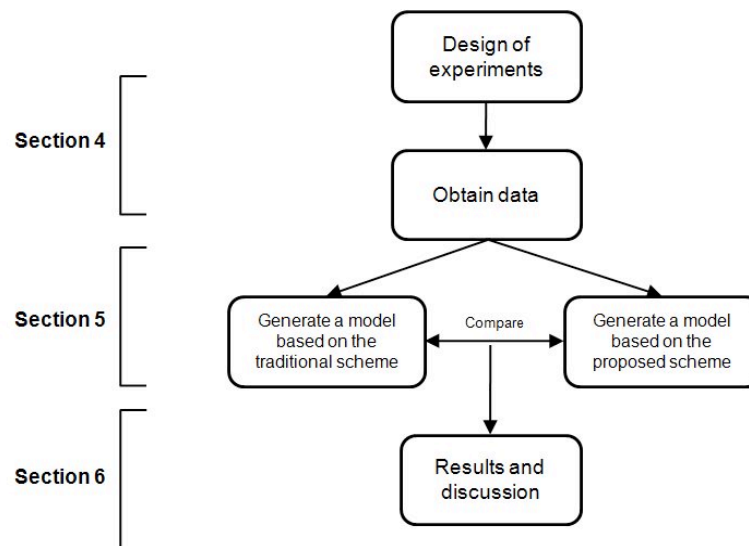 Design of
experiments
Section 4
Obtain data
Section 5
Generate a model
based on the
traditional scheme
Compare
Generate a model
based on the
proposed scheme
Section 6
Results and
discussion